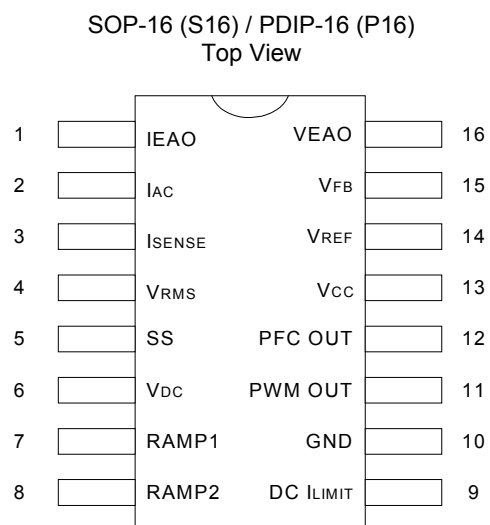 SOP-16 (S16) / PDIP-16 (P16)
Top View
1 IEAO VEAO 16
2 IAC VFB 15
3 ISENSE VREF 14
4 VRMS VCC 13
5 SS PFC OUT 12
6 VDC PWM OUT 11
7 RAMP1 GND 10
8 RAMP2 DC ILIMIT 9